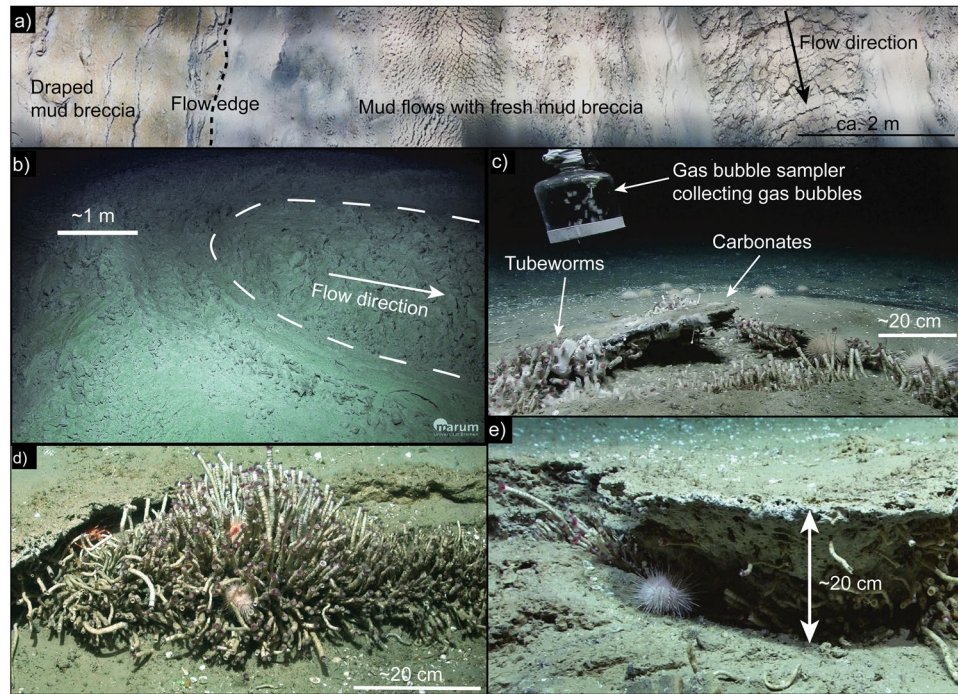 a)
Draped
mud breccia
Flow edge
Mud flows with fresh mud breccia
Flow direction
ca. 2 m
b)
~1 m
Flow direction
marum
c)
Gas bubble sampler
collecting gas bubbles
Tubeworms
Carbonates
~20 cm
d)
~20 cm
e)
~20 cm